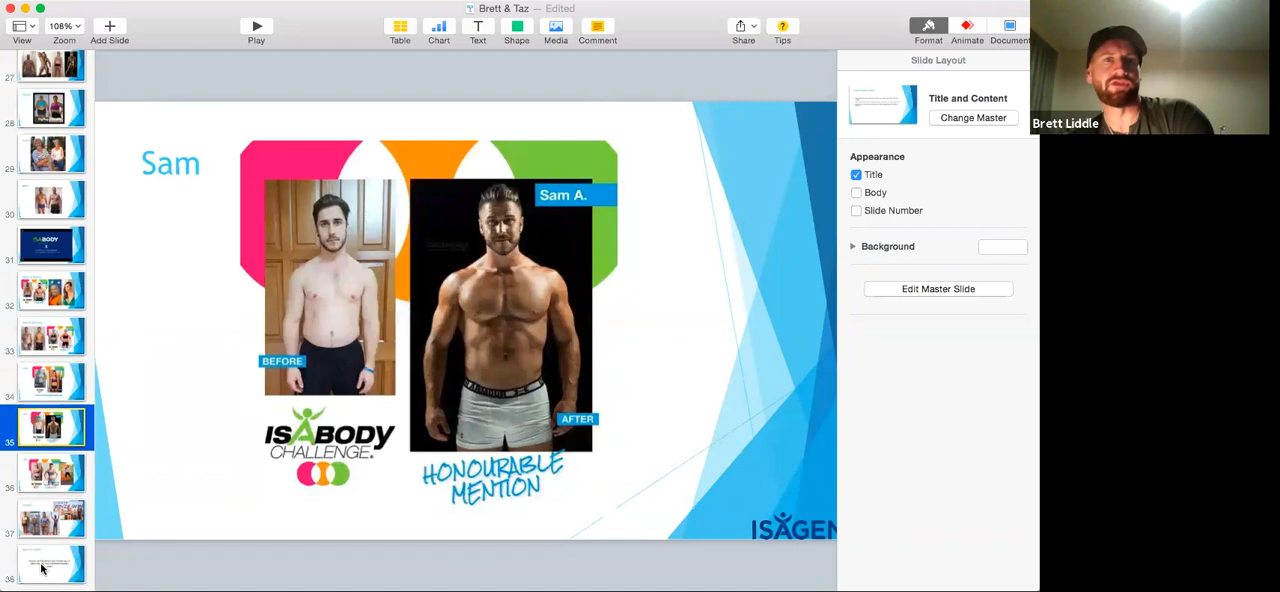 Brett & Taz — Edited
View
108%
Zoom
Add Slide
Play
Table
Chart
Text
Shape
Media
Comment
Share
Tips
Format
Animate
Document
Slide Layout
Title and Content
Change Master
Appearance
Title
Body
Slide Number
Background
Edit Master Slide
Brett Liddle
27
28
29
30
31
32
33
34
35
36
37
38
ISABODY
Sam
Sam A.
BEFORE
AFTER
ISABODY
CHALLENGE®
HONOURABLE
MENTION
ARMOUR
ISAGEN